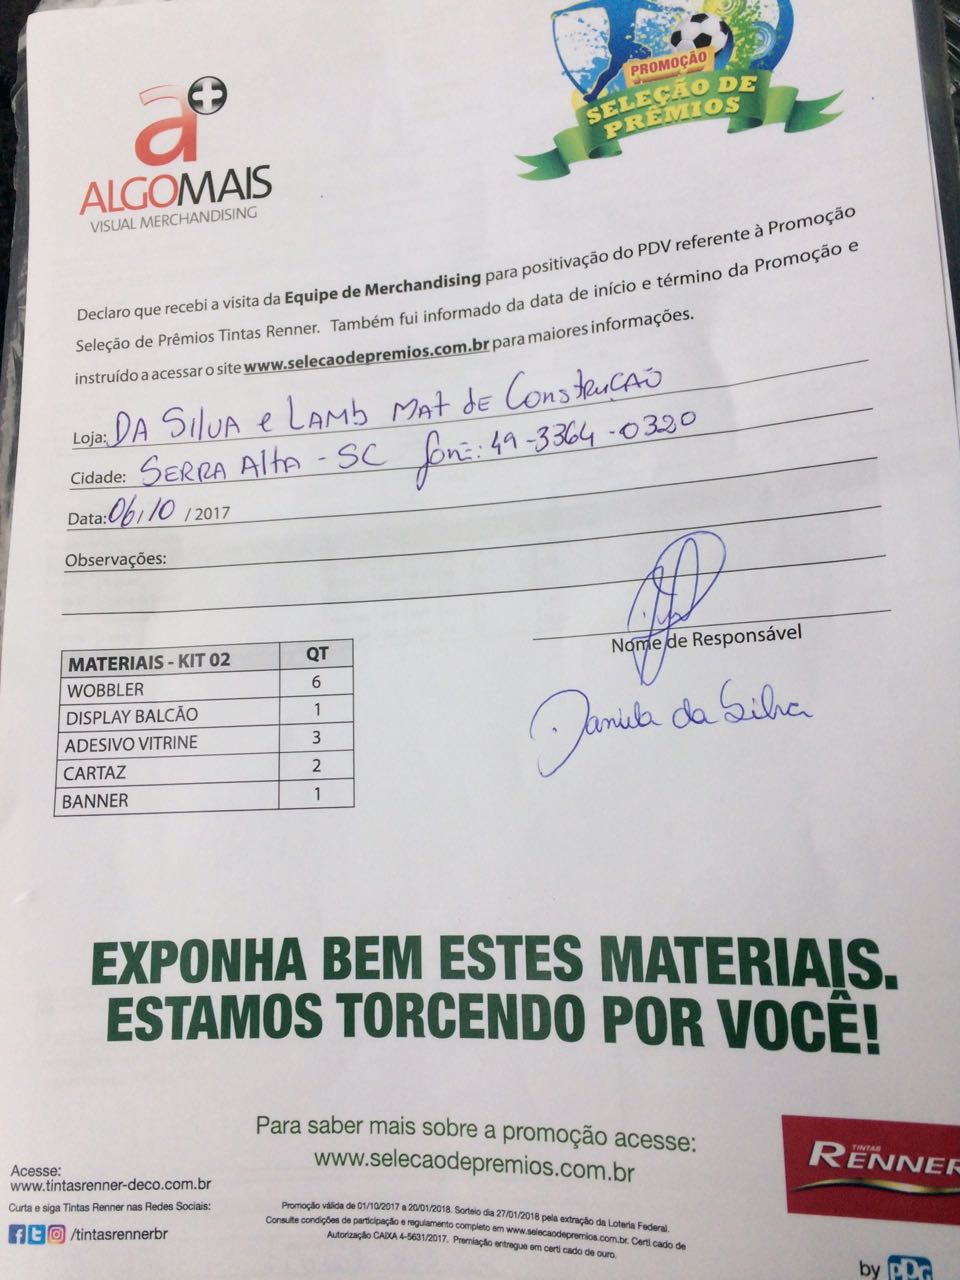 a+
ALGOMAIS
VISUAL MERCHANDISING
PROMOÇÃO
SELEÇÃO DE
PRÊMIOS
Declaro que recebi a visita da Equipe de Merchandising para positivação do PDV referente à Promoção
Seleção de Prêmios Tintas Renner. Também fui informado da data de início e término da Promoção e
instruído a acessar o site www.selecaodepremios.com.br para maiores informações.
Loja: DA SILVA e LAMB MAT de CONSTRUCAO
Cidade: SERRA AltA - SC fone: 49-3364-0320
Data: 06/10 / 2017
Observações:
Nome de Responsável
Daniela da Silva
MATERIAIS - KIT 02 QT
WOBBLER 6
DISPLAY BALCÃO 1
ADESIVO VITRINE 3
CARTAZ 2
BANNER 1
EXPONHA BEM ESTES MATERIAIS.
ESTAMOS TORCENDO POR VOCÊ!
Para saber mais sobre a promoção acesse:
www.selecaodepremios.com.br
TINTAS
RENNER
Acesse:
www.tintasrenner-deco.com.br
Curta e siga Tintas Renner nas Redes Sociais:
/tintasrennerbr
Promoção válida de 01/10/2017 a 20/01/2018. Sorteio dia 27/01/2018 pela extração da Loteria Federal.
Consulte condições de participação e regulamento completo em www.selecaodepremios.com.br. Certi cado de
Autorização CAIXA 4-5631/2017. Premiação entregue em certi cado de ouro.
by PPG